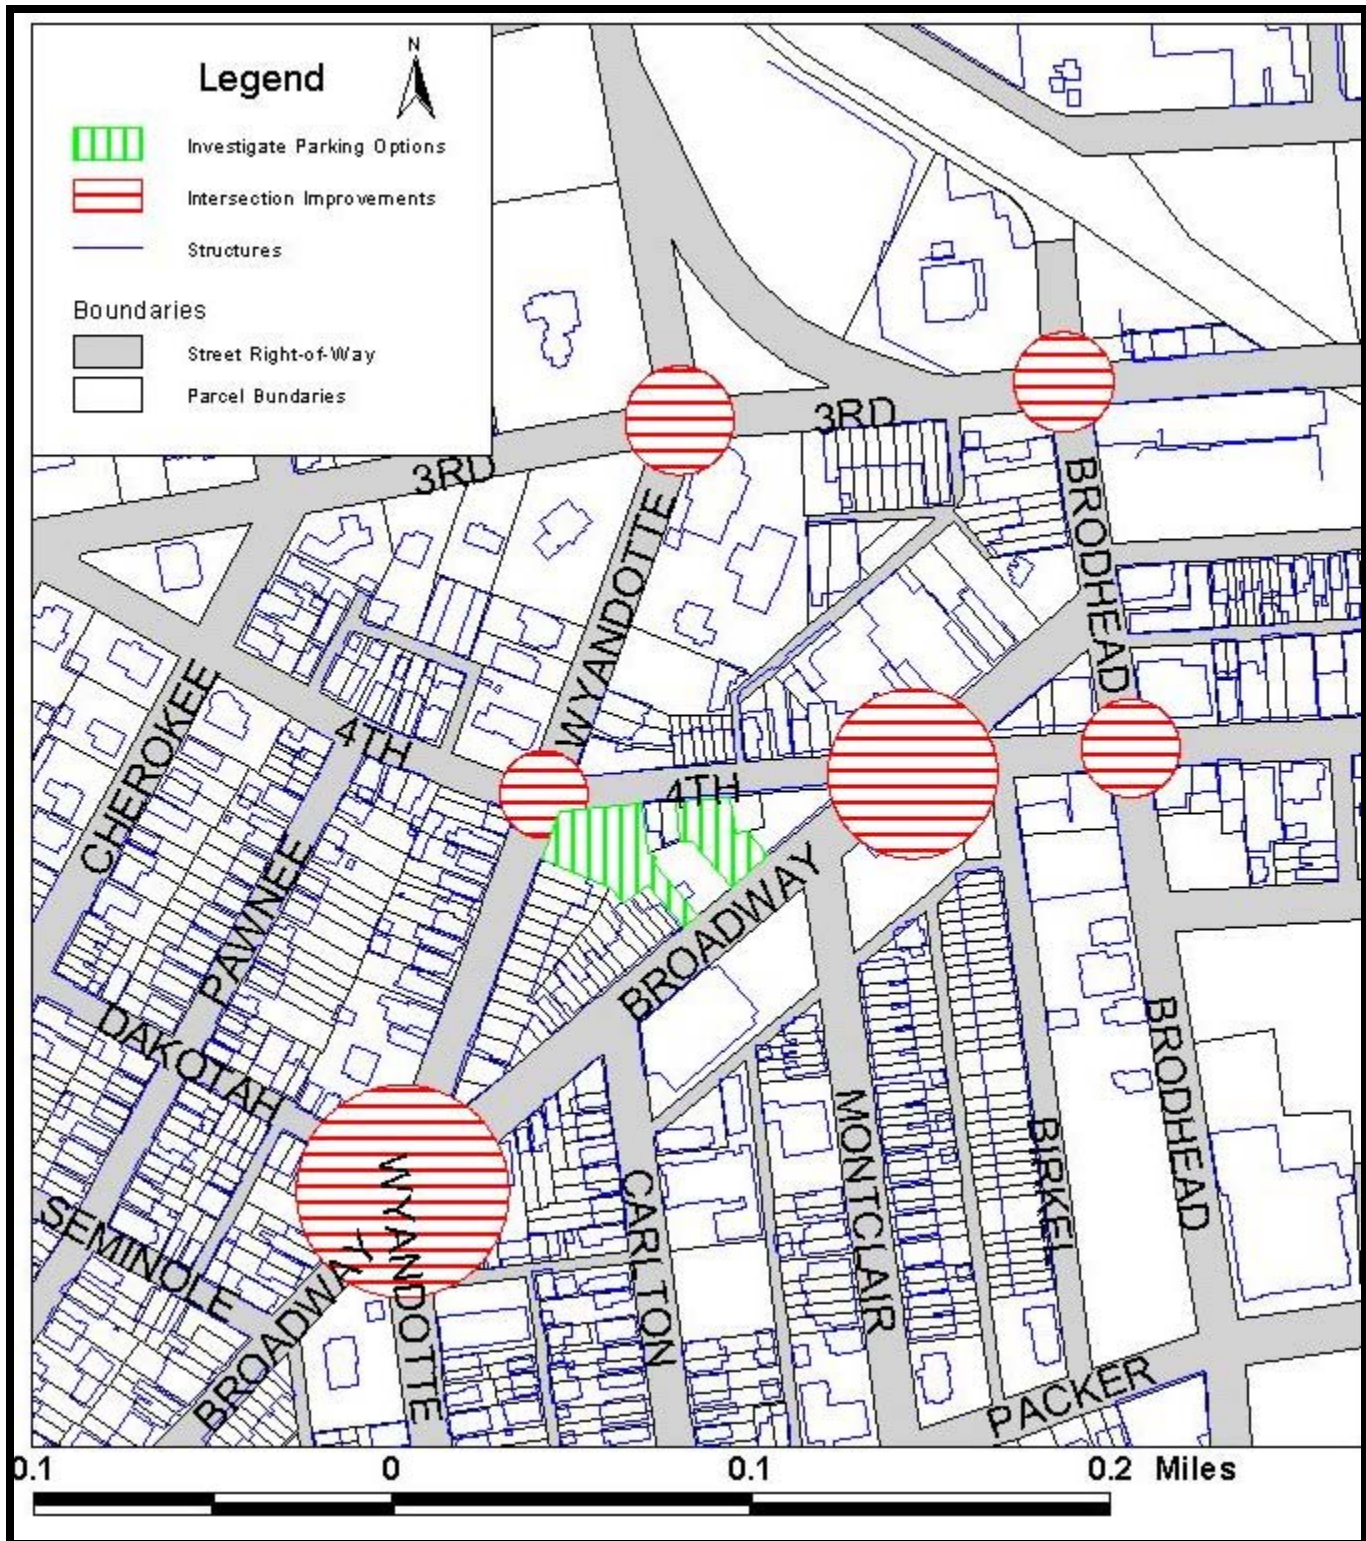 N
Legend
Investigate Parking Options
Intersection Improvements
Structures
Boundaries
Street Right-of-Way
Parcel Bundaries
3RD
3RD
BRODHEAD
WYANDOTTE
CHEROKEE
4TH
4TH
PAWNEE
BROADWAY
DAKOTAH
BRODHEAD
MONTCLAIR
BIRKEL
WYANDOTTE
CARLTON
SEMINOLE
BROADWAY
PACKER
0.1 0 0.1 0.2 Miles